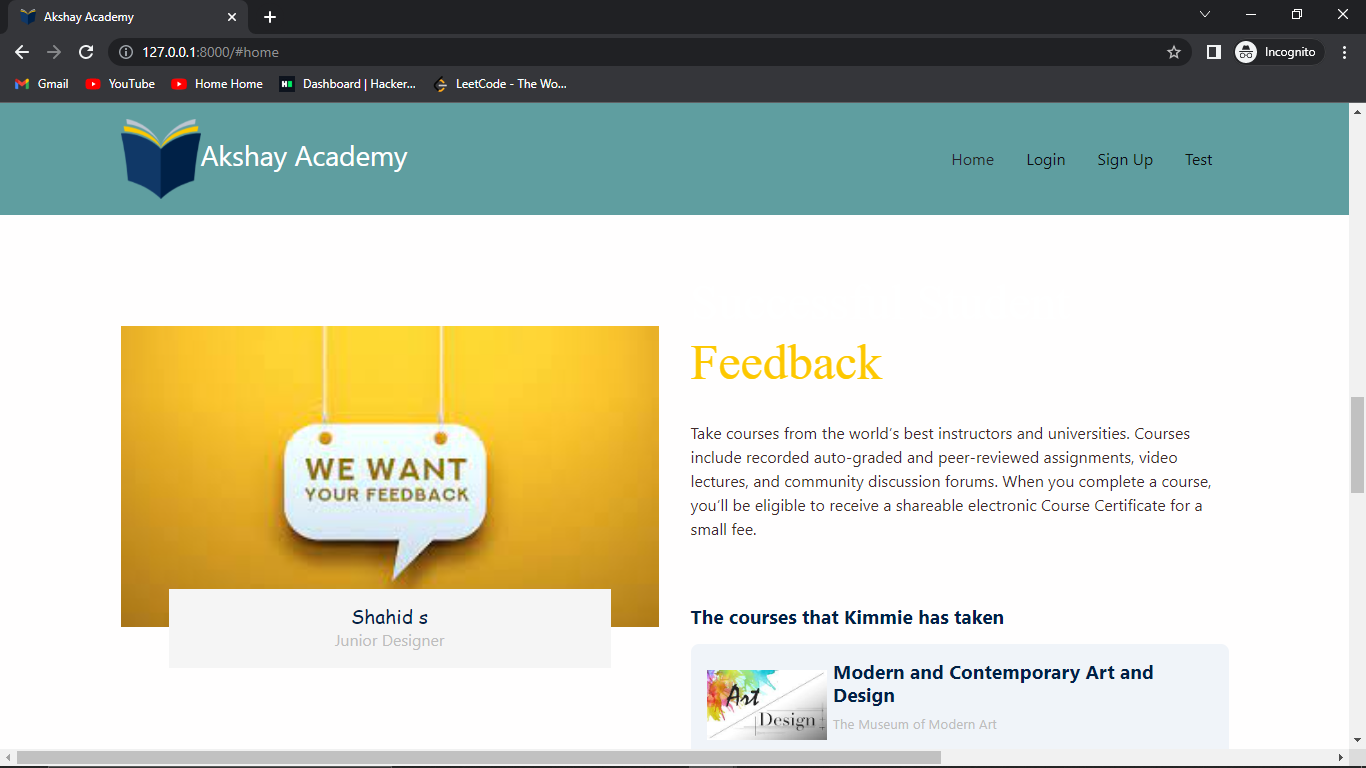 Akshay Academy
127.0.0.1:8000/#home
Incognito
Gmail
YouTube
Home Home
Dashboard | Hacker...
LeetCode - The Wo...
Akshay Academy
Home
Login
Sign Up
Test
WE WANT
YOUR FEEDBACK
Shahid s
Junior Designer
Feedback
Take courses from the world's best instructors and universities. Courses
include recorded auto-graded and peer-reviewed assignments, video
lectures, and community discussion forums. When you complete a course,
you'll be eligible to receive a shareable electronic Course Certificate for a
small fee.
The courses that Kimmie has taken
Art
Design
Modern and Contemporary Art and
Design
The Museum of Modern Art